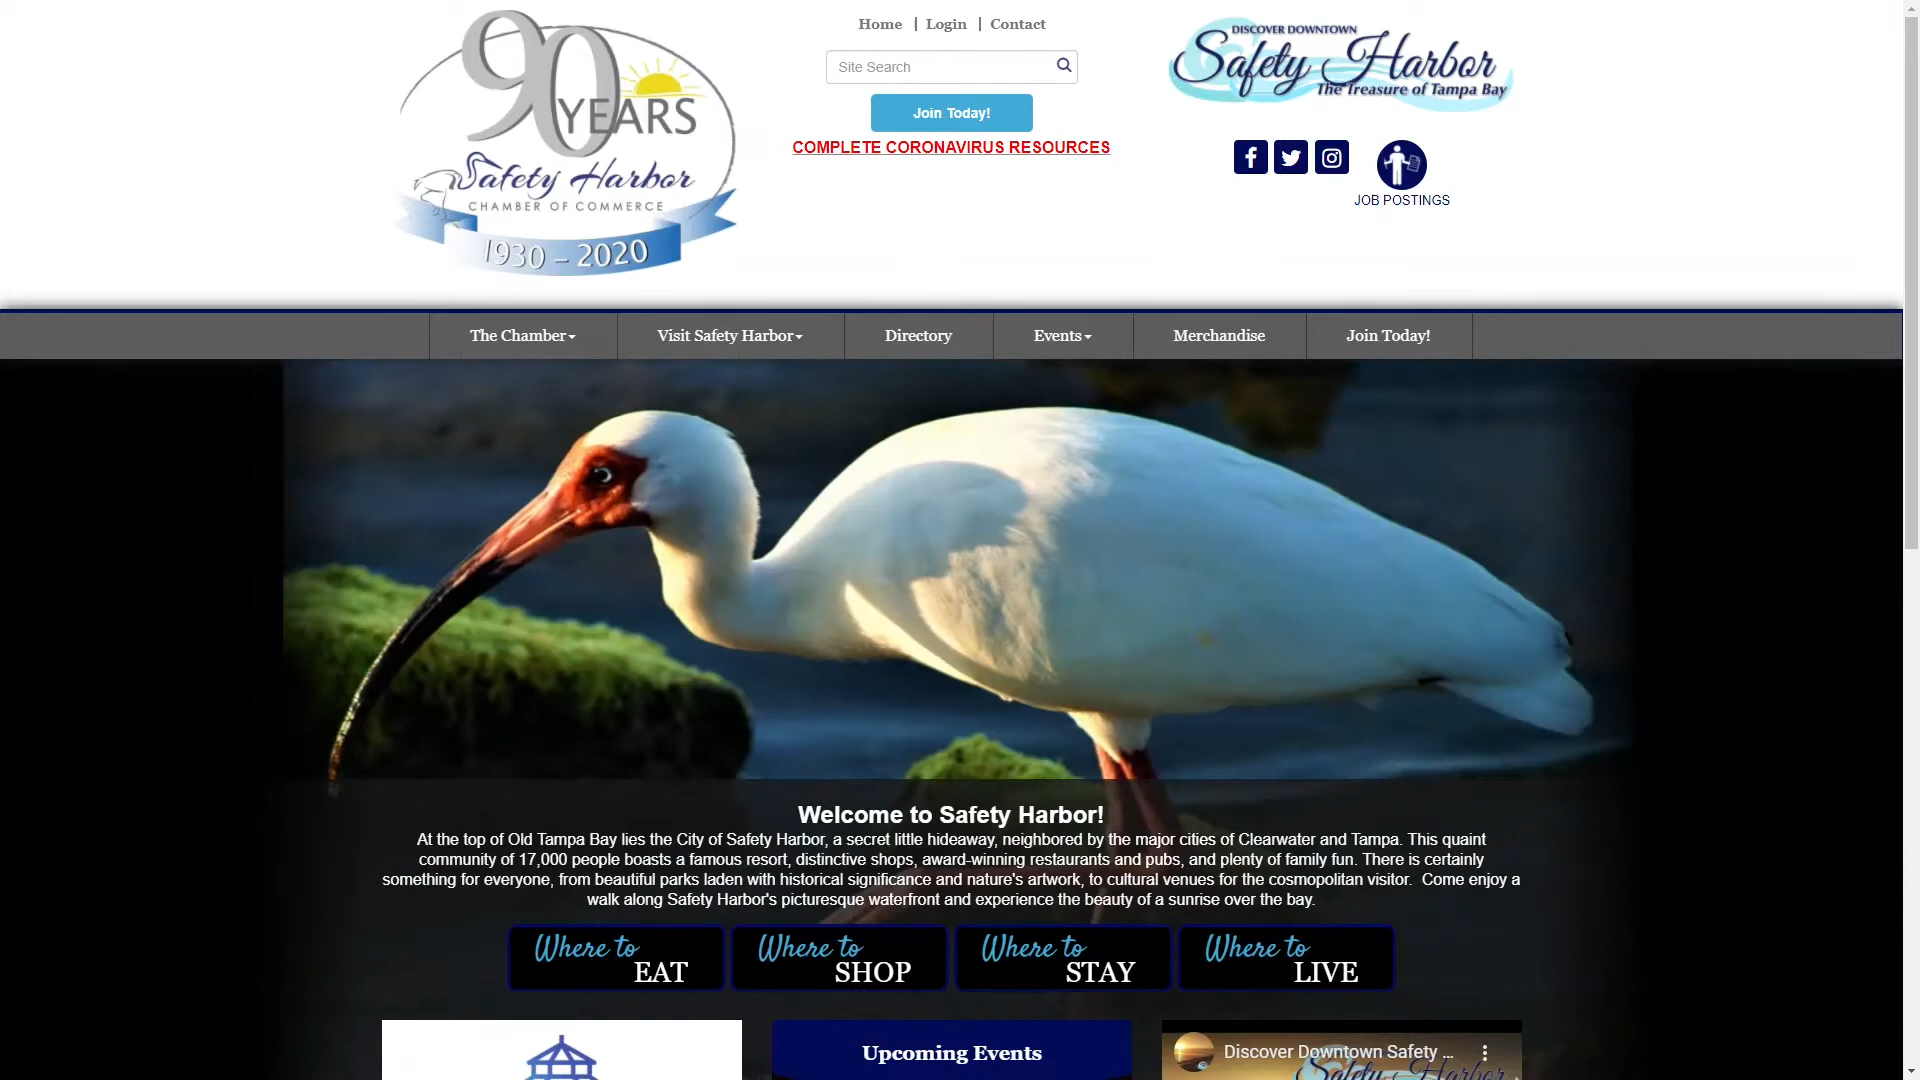 90
YEARS
Safety Harbor
CHAMBER OF COMMERCE
1930 – 2020
Home | Login | Contact
Site Search
Join Today!
COMPLETE CORONAVIRUS RESOURCES
DISCOVER DOWNTOWN
Safety Harbor
The Treasure of Tampa Bay
JOB POSTINGS
The Chamber
Visit Safety Harbor
Directory
Events
Merchandise
Join Today!
Welcome to Safety Harbor!
At the top of Old Tampa Bay lies the City of Safety Harbor, a secret little hideaway, neighbored by the major cities of Clearwater and Tampa. This quaint
community of 17,000 people boasts a famous resort, distinctive shops, award-winning restaurants and pubs, and plenty of family fun. There is certainly
something for everyone, from beautiful parks laden with historical significance and nature's artwork, to cultural venues for the cosmopolitan visitor. Come enjoy a
walk along Safety Harbor's picturesque waterfront and experience the beauty of a sunrise over the bay.
Where to
EAT
Where to
SHOP
Where to
STAY
Where to
LIVE
Upcoming Events
Discover Downtown Safety ...
Safety Harbor